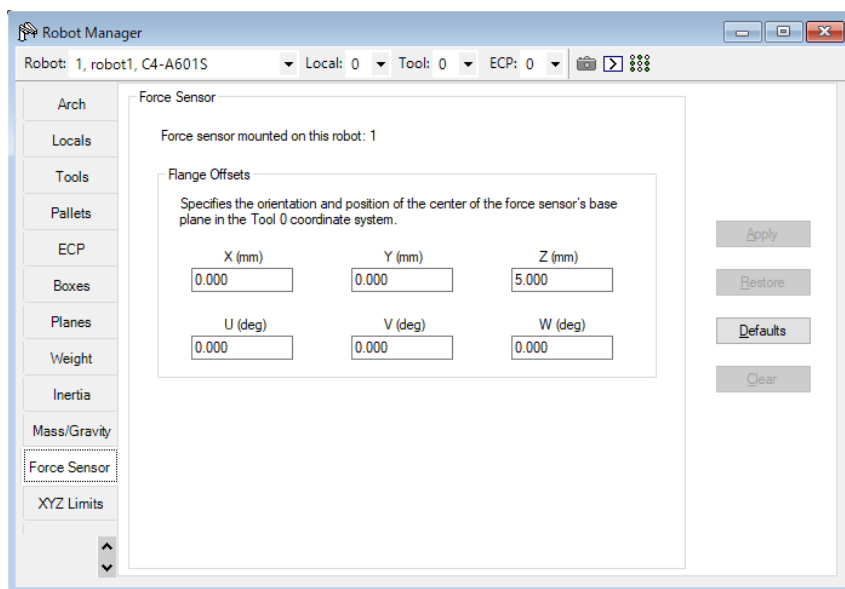 Robot Manager
Robot: 1, robot1, C4-A601S Local: 0 Tool: 0 ECP: 0
Arch
Locals
Tools
Pallets
ECP
Boxes
Planes
Weight
Inertia
Mass/Gravity
Force Sensor
XYZ Limits
Force Sensor
Force sensor mounted on this robot: 1
Flange Offsets
Specifies the orientation and position of the center of the force sensor's base
plane in the Tool 0 coordinate system.
X (mm) Y (mm) Z (mm)
0.000 0.000 5.000
U (deg) V (deg) W (deg)
0.000 0.000 0.000
Apply
Restore
Defaults
Clear